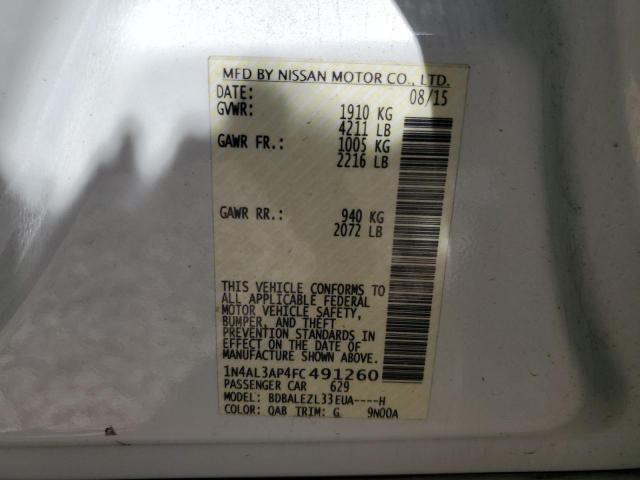 MFD BY NISSAN MOTOR CO., LTD.
DATE: 08/15
GVWR: 1910 KG
4211 LB
GAWR FR.: 1005 KG
2216 LB
GAWR RR.: 940 KG
2072 LB
THIS VEHICLE CONFORMS TO
ALL APPLICABLE FEDERAL
MOTOR VEHICLE SAFETY,
BUMPER, AND THEFT
PREVENTION STANDARDS IN
EFFECT ON THE DATE OF
MANUFACTURE SHOWN ABOVE.
1N4AL3AP4FC491260
PASSENGER CAR 629
MODEL: BDBALEZL33EUA----H
COLOR: QAB TRIM: G 9N00A